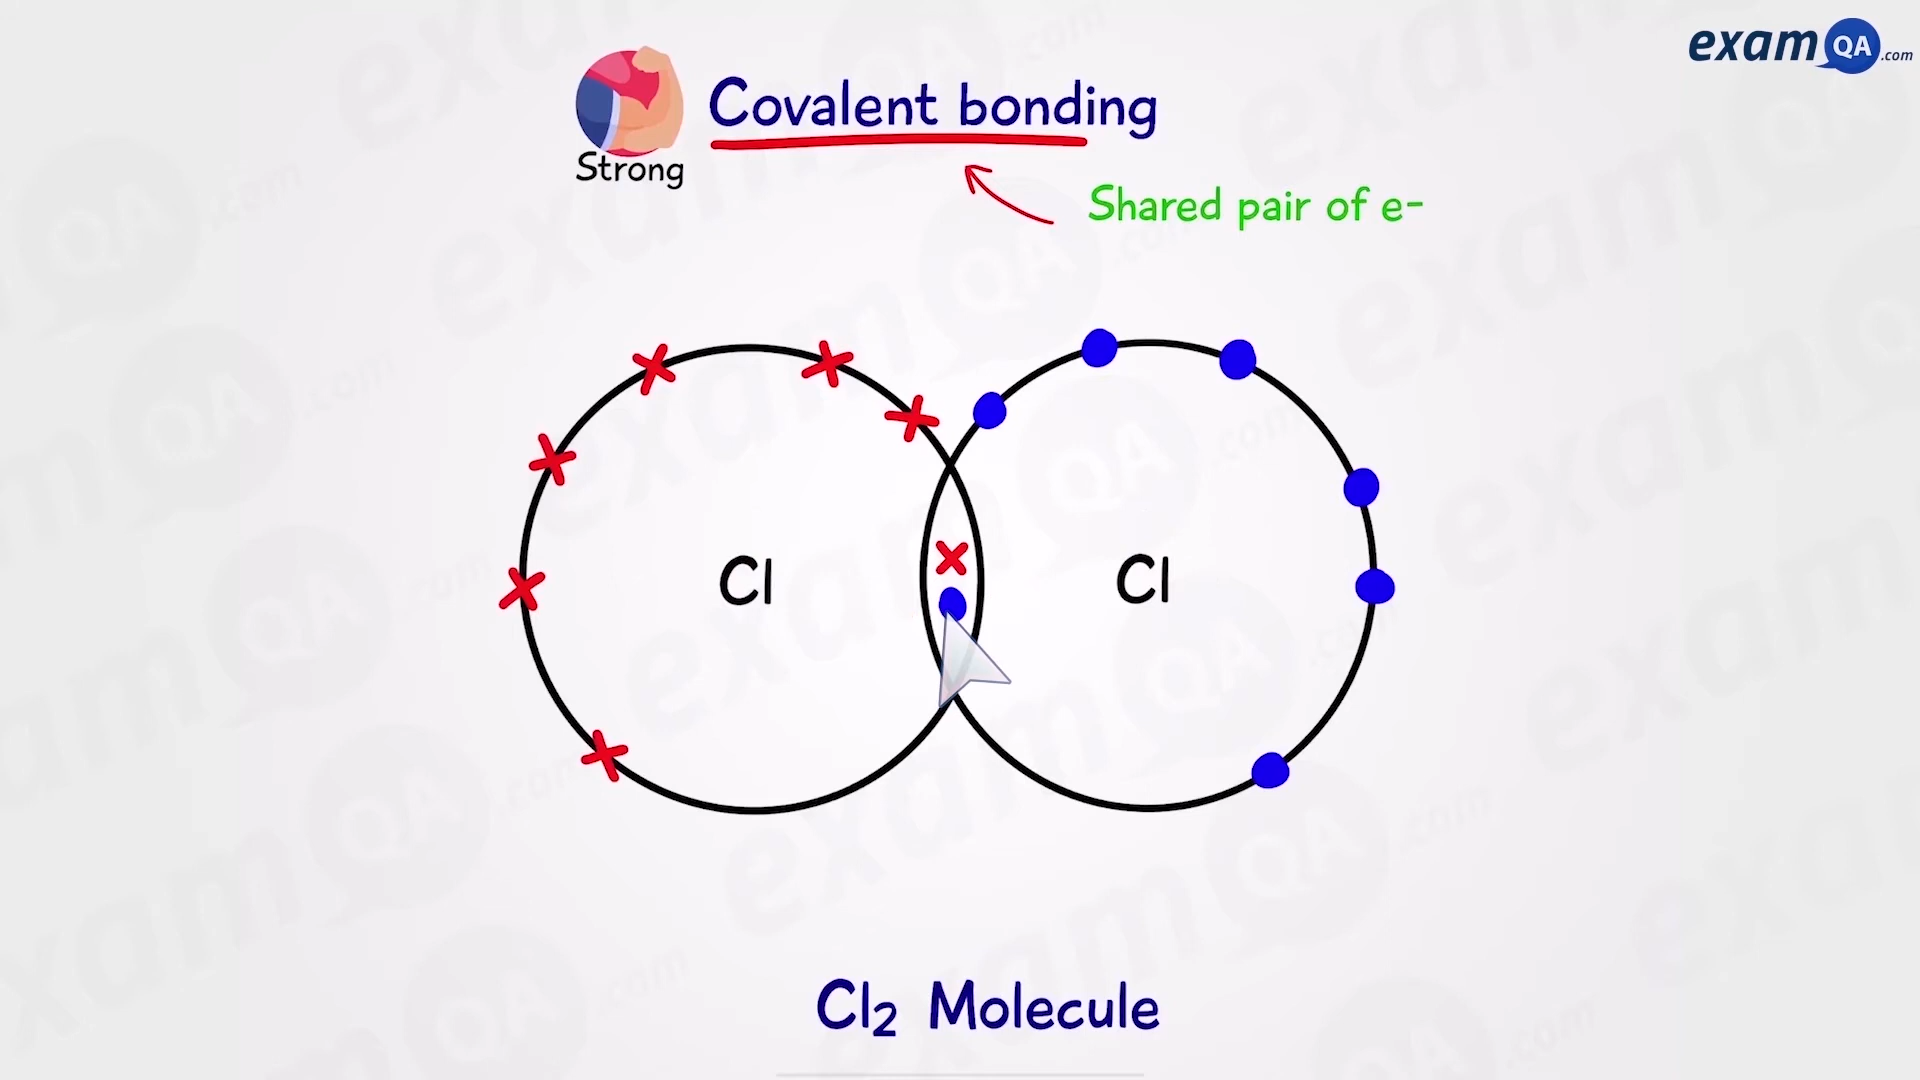 examQA.com
Covalent bonding
Strong
Shared pair of e-
Cl
Cl
Cl₂ Molecule